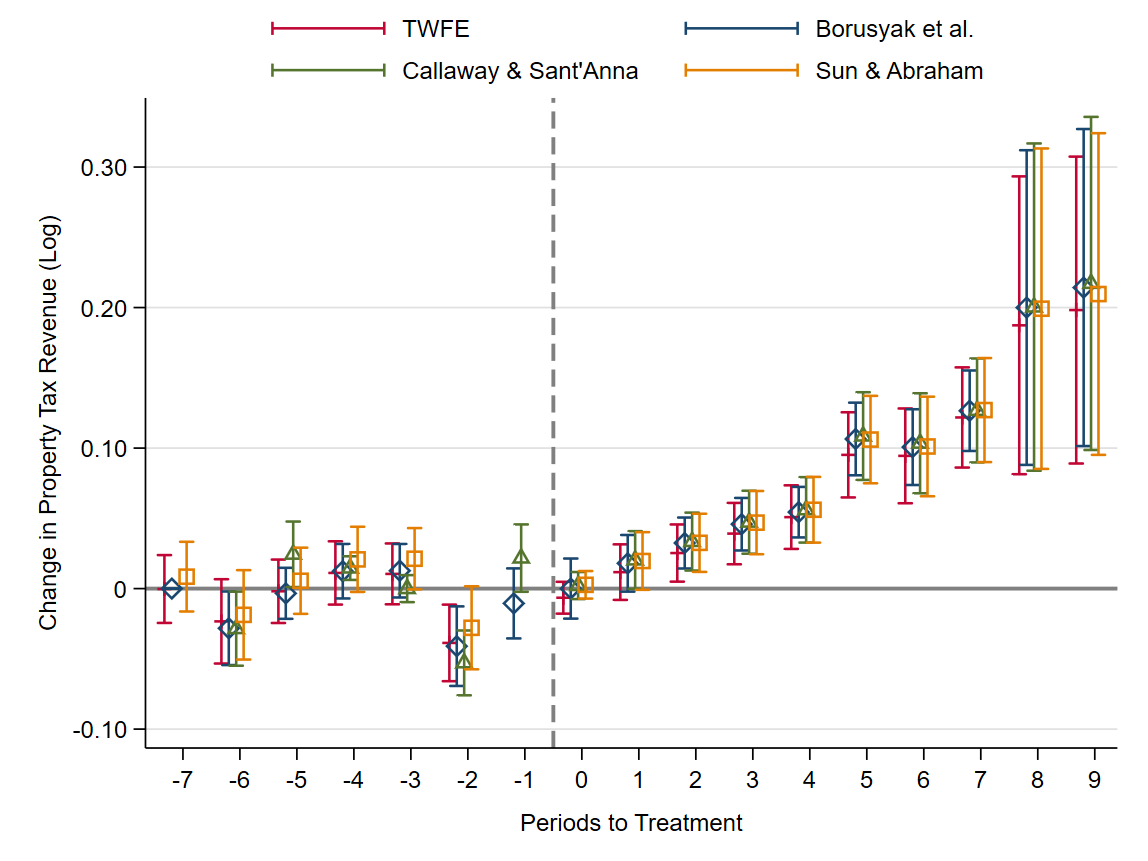 TWFE
Borusyak et al.
Callaway & Sant'Anna
Sun & Abraham
Change in Property Tax Revenue (Log)
0.30
0.20
0.10
0
-0.10
-7 -6 -5 -4 -3 -2 -1 0 1 2 3 4 5 6 7 8 9
Periods to Treatment